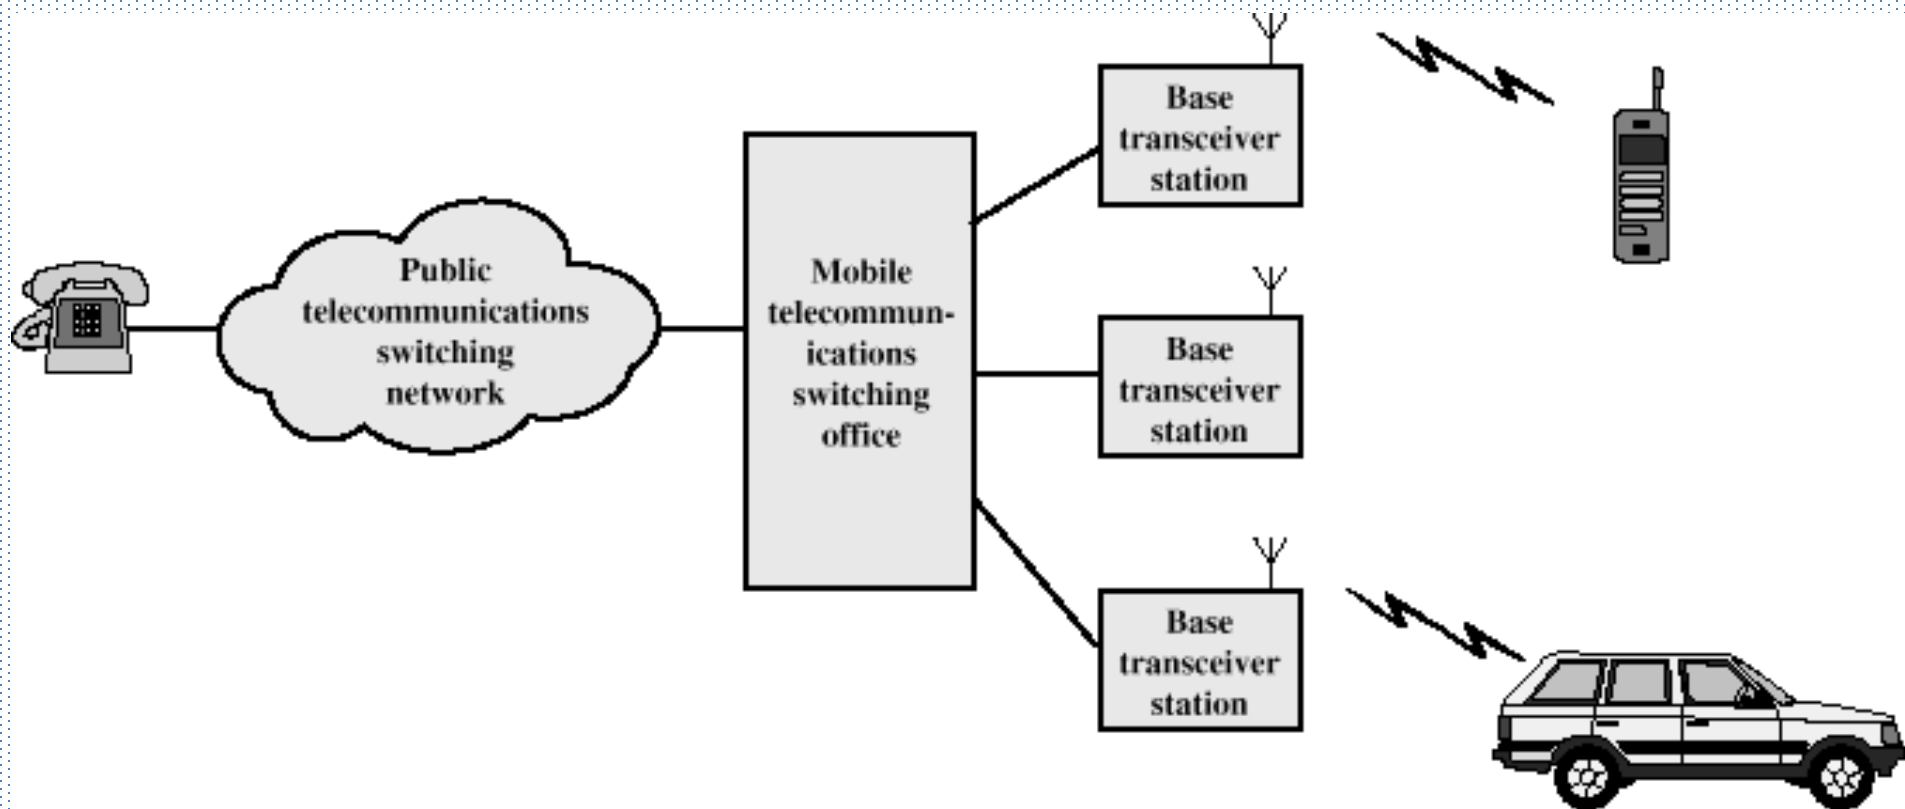 Public
telecommunications
switching
network
Mobile
telecommun-
ications
switching
office
Base
transceiver
station
Base
transceiver
station
Base
transceiver
station